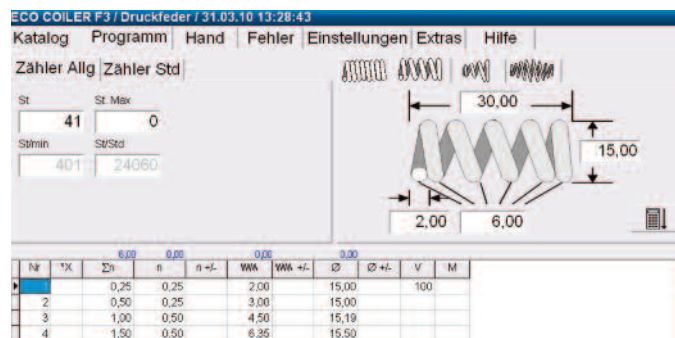 ECO COILER F3 / Druckfeder / 31.03.10 13:28:43
Katalog Programm Hand Fehler Einstellungen Extras Hilfe
Zähler Allg Zähler Std
St St. Max
41 0
St/min St/Std
401 24060
30,00
15,00
2,00 6,00
6,00 0,00 0,00 0,00
Nr *X Σn n n +/- +/- Ø Ø +/- V M
1 0,25 0,25 2,00 15,00 100
2 0,50 0,25 3,00 15,00
3 1,00 0,50 4,50 15,19
4 1,50 0,50 6,35 15,50